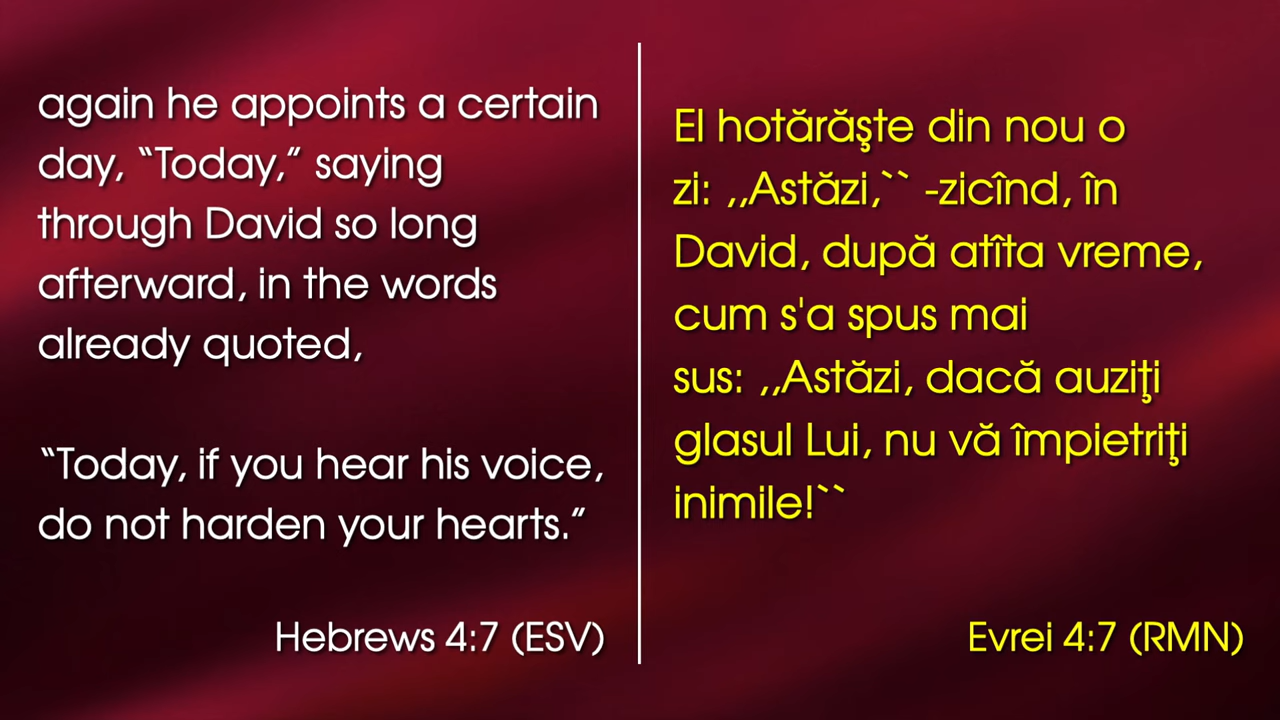 again he appoints a certain
day, “Today,” saying
through David so long
afterward, in the words
already quoted,
“Today, if you hear his voice,
do not harden your hearts.”
Hebrews 4:7 (ESV)
El hotărăşte din nou o
zi: ,,Astăzi,`` -zicînd, în
David, după atîta vreme,
cum s'a spus mai
sus: ,,Astăzi, dacă auziţi
glasul Lui, nu vă împietriţi
inimile!``
Evrei 4:7 (RMN)